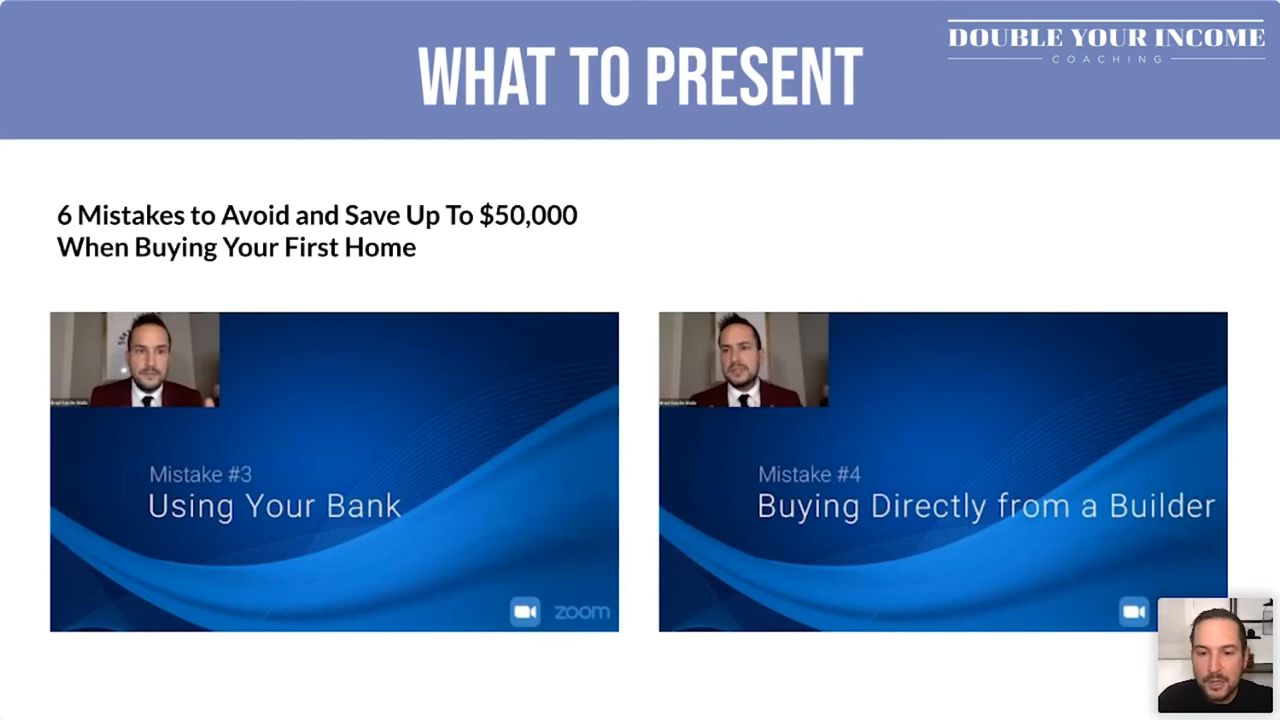 WHAT TO PRESENT
DOUBLE YOUR INCOME
COACHING
6 Mistakes to Avoid and Save Up To $50,000
When Buying Your First Home
Mistake #3
Using Your Bank
zoom
Mistake #4
Buying Directly from a Builder